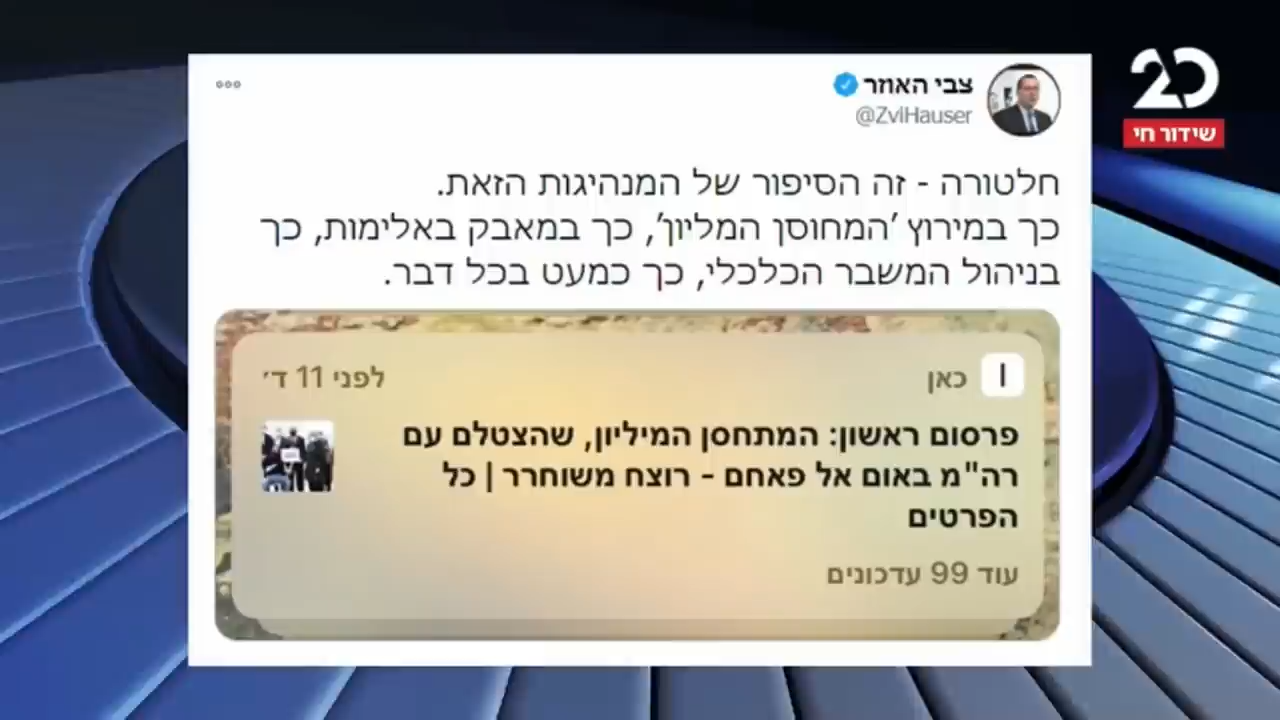 20
שידור חי
צבי האוזר
@ZviHauser
חלטורה - זה הסיפור של המנהיגות הזאת.
כך במירוץ 'המחוסן המליון', כך במאבק באלימות, כך
בניהול המשבר הכלכלי, כך כמעט בכל דבר.
כאן
לפני 11 ד׳
פרסום ראשון: המתחסן המיליון, שהצטלם עם
רה"מ באום אל פאחם - רוצח משוחרר | כל
הפרטים
עוד 99 עדכונים